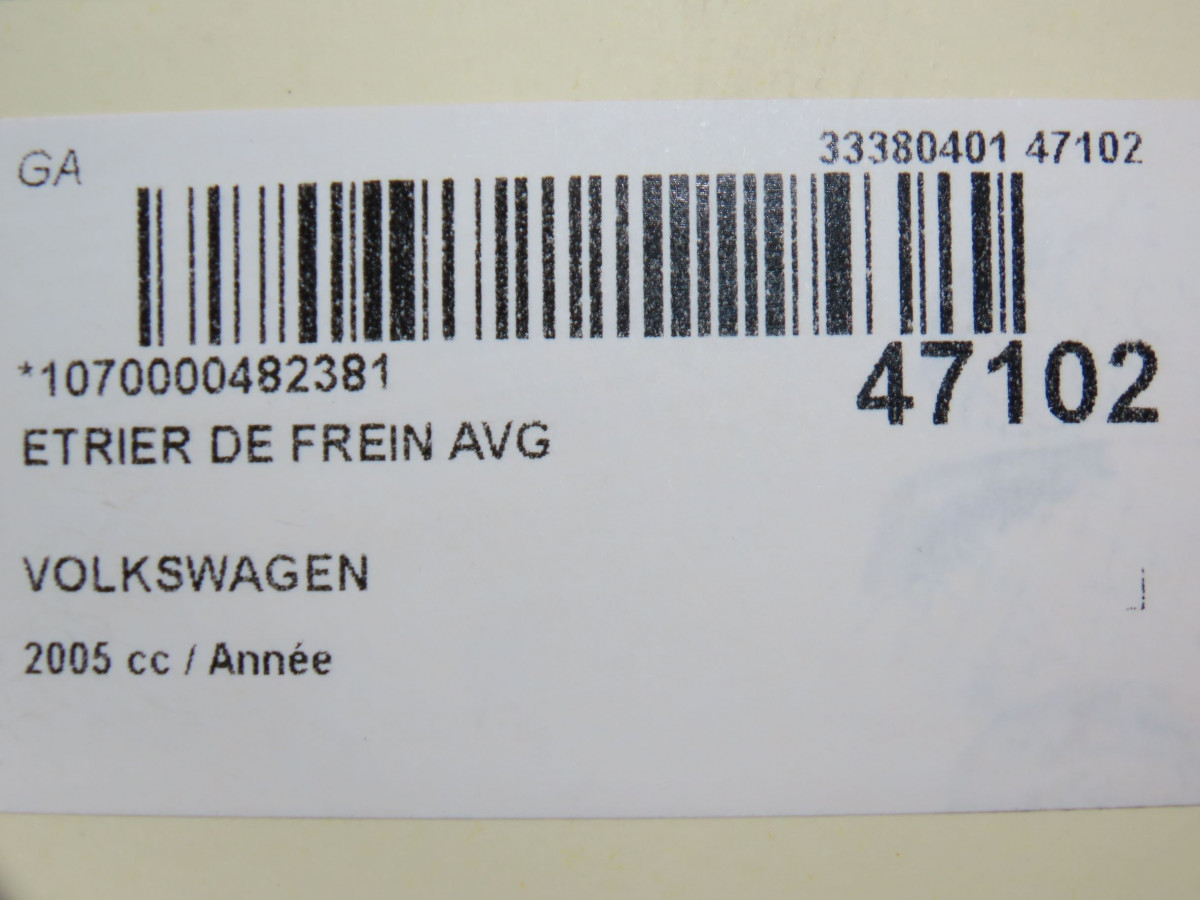 GA
33380401 47102
*1070000482381
47102
ETRIER DE FREIN AVG
VOLKSWAGEN
2005 cc / Année